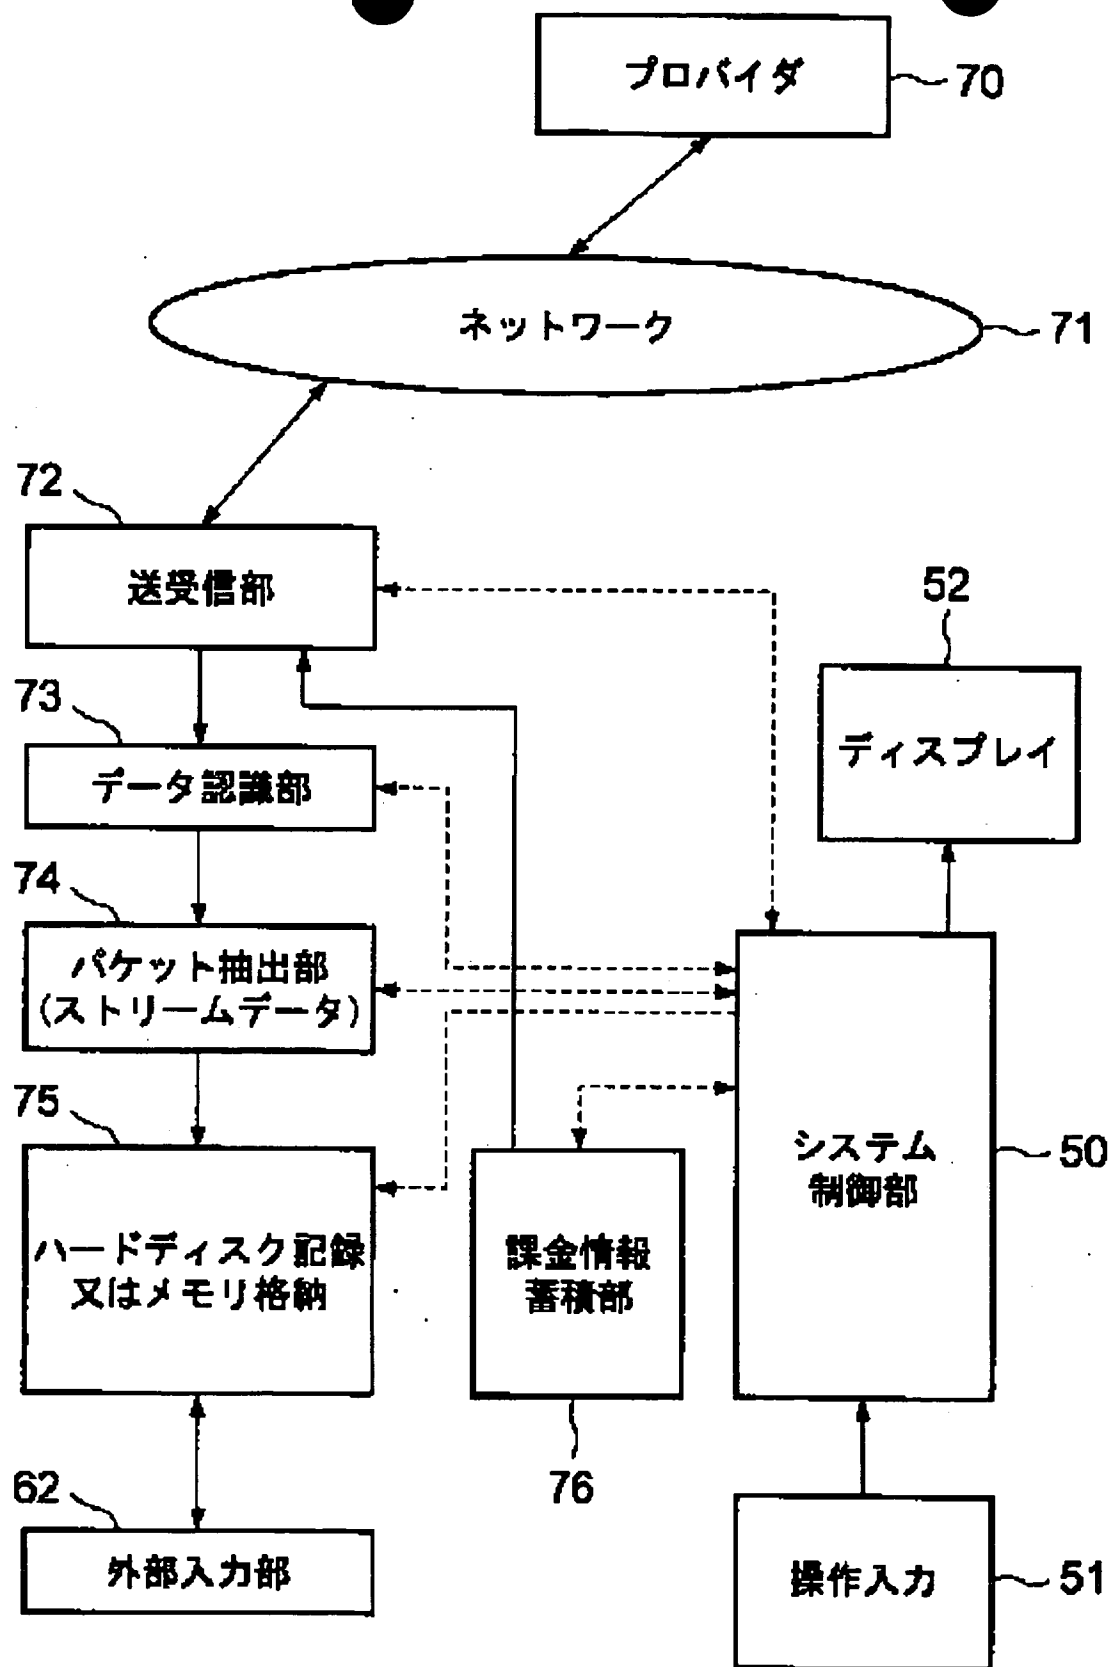 プロバイダ
70
ネットワーク
71
72
送受信部
52
ディスプレイ
73
データ認識部
74
パケット抽出部
(ストリームデータ)
75
ハードディスク記録
又はメモリ格納
システム
制御部
50
課金情報
蓄積部
76
62
外部入力部
操作入力
51